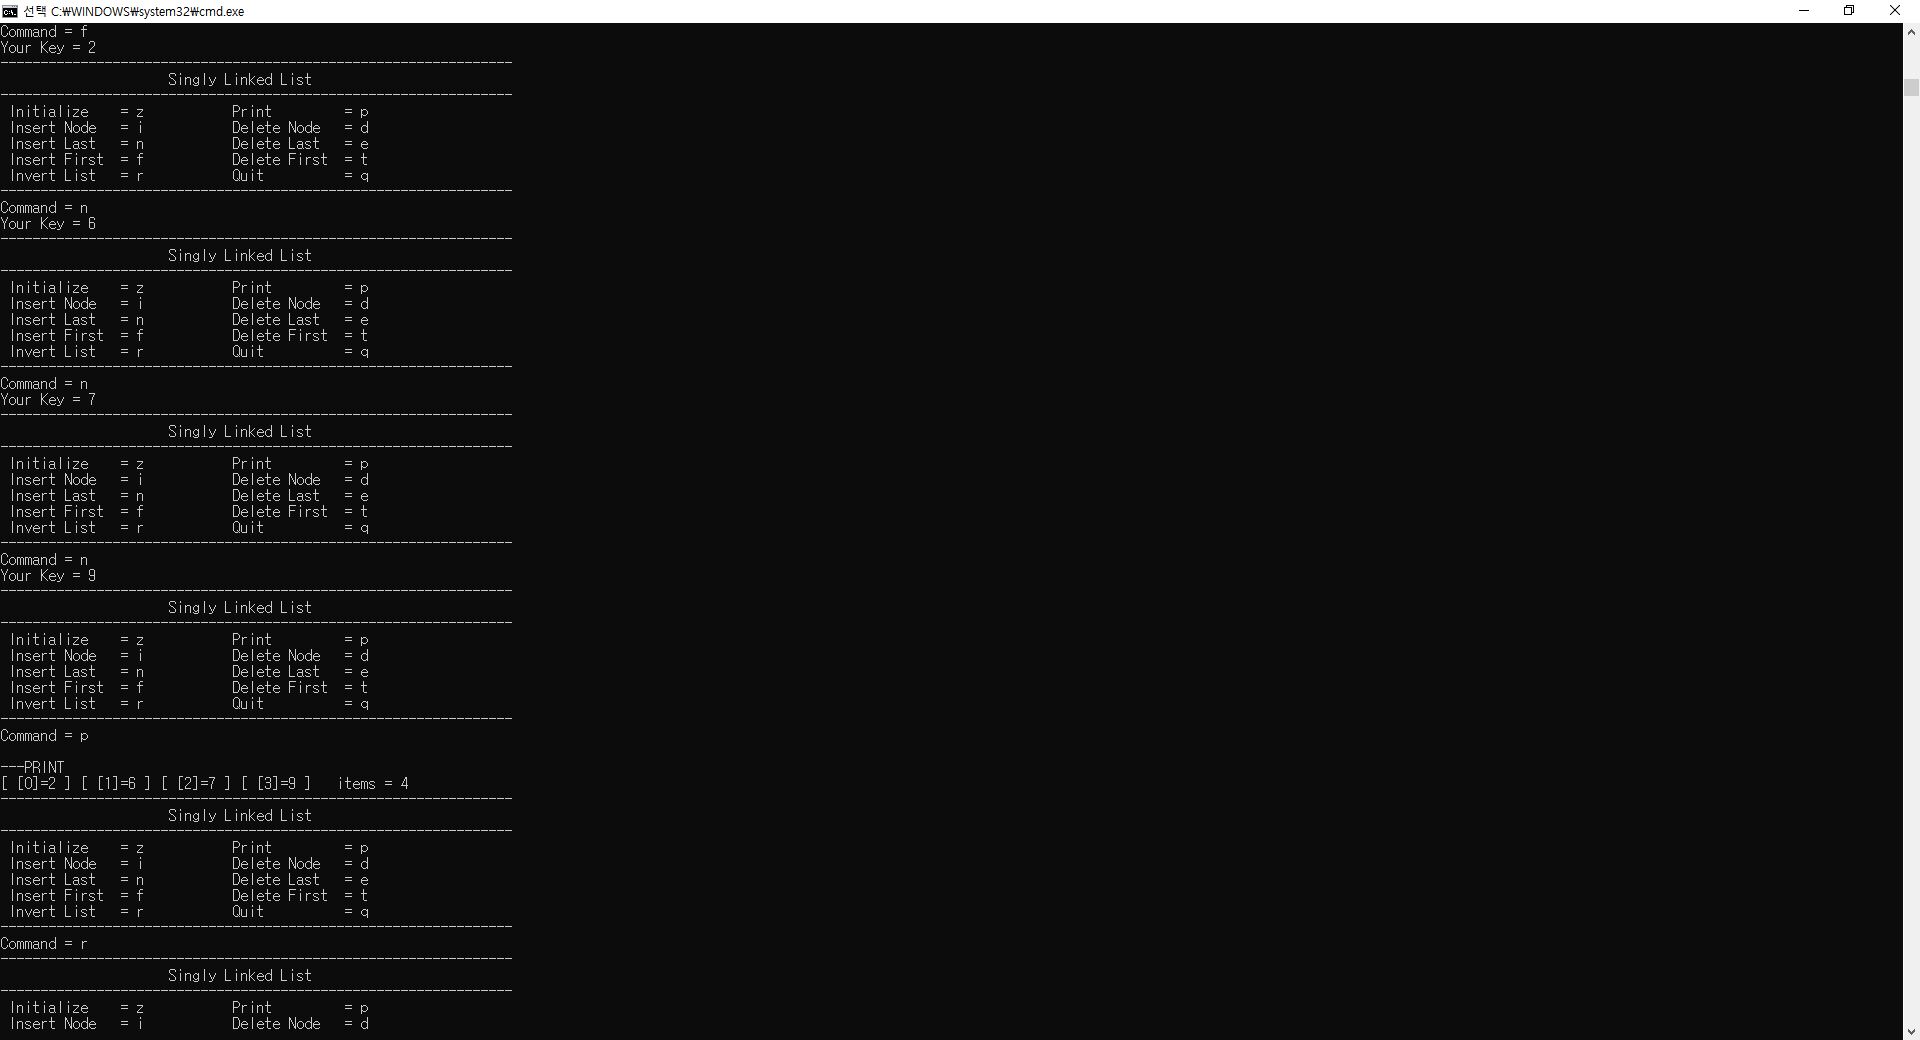 선택 C:₩WINDOWS₩system32₩cmd.exe
Command = f
Your Key = 2
----------------------------------------------------------------
                     Singly Linked List
----------------------------------------------------------------
 Initialize    = z           Print         = p
 Insert Node   = i           Delete Node   = d
 Insert Last   = n           Delete Last   = e
 Insert First  = f           Delete First  = t
 Invert List   = r           Quit          = q
----------------------------------------------------------------
Command = n
Your Key = 6
----------------------------------------------------------------
                     Singly Linked List
----------------------------------------------------------------
 Initialize    = z           Print         = p
 Insert Node   = i           Delete Node   = d
 Insert Last   = n           Delete Last   = e
 Insert First  = f           Delete First  = t
 Invert List   = r           Quit          = q
----------------------------------------------------------------
Command = n
Your Key = 7
----------------------------------------------------------------
                     Singly Linked List
----------------------------------------------------------------
 Initialize    = z           Print         = p
 Insert Node   = i           Delete Node   = d
 Insert Last   = n           Delete Last   = e
 Insert First  = f           Delete First  = t
 Invert List   = r           Quit          = q
----------------------------------------------------------------
Command = n
Your Key = 9
----------------------------------------------------------------
                     Singly Linked List
----------------------------------------------------------------
 Initialize    = z           Print         = p
 Insert Node   = i           Delete Node   = d
 Insert Last   = n           Delete Last   = e
 Insert First  = f           Delete First  = t
 Invert List   = r           Quit          = q
----------------------------------------------------------------
Command = p

---PRINT
[ [0]=2 ] [ [1]=6 ] [ [2]=7 ] [ [3]=9 ]   items = 4
----------------------------------------------------------------
                     Singly Linked List
----------------------------------------------------------------
 Initialize    = z           Print         = p
 Insert Node   = i           Delete Node   = d
 Insert Last   = n           Delete Last   = e
 Insert First  = f           Delete First  = t
 Invert List   = r           Quit          = q
----------------------------------------------------------------
Command = r
----------------------------------------------------------------
                     Singly Linked List
----------------------------------------------------------------
 Initialize    = z           Print         = p
 Insert Node   = i           Delete Node   = d